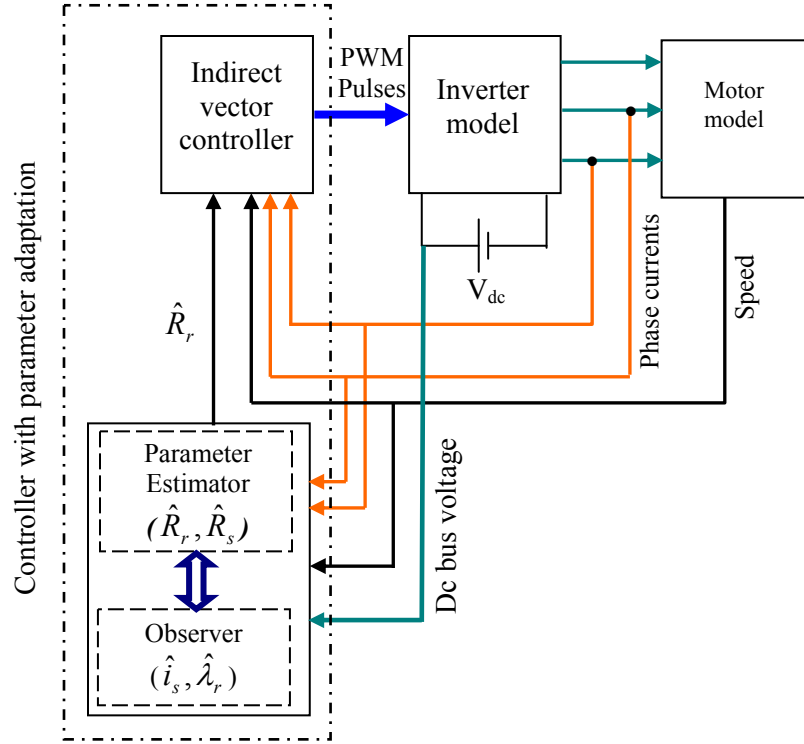 Indirect
vector
controller
PWM
Pulses
Inverter
model
Motor
model
V_dc
Phase currents
Speed
Controller with parameter adaptation
R̂_r
Dc bus voltage
Parameter
Estimator
(R̂_r, R̂_s)
Observer
(î_s, λ̂_r)